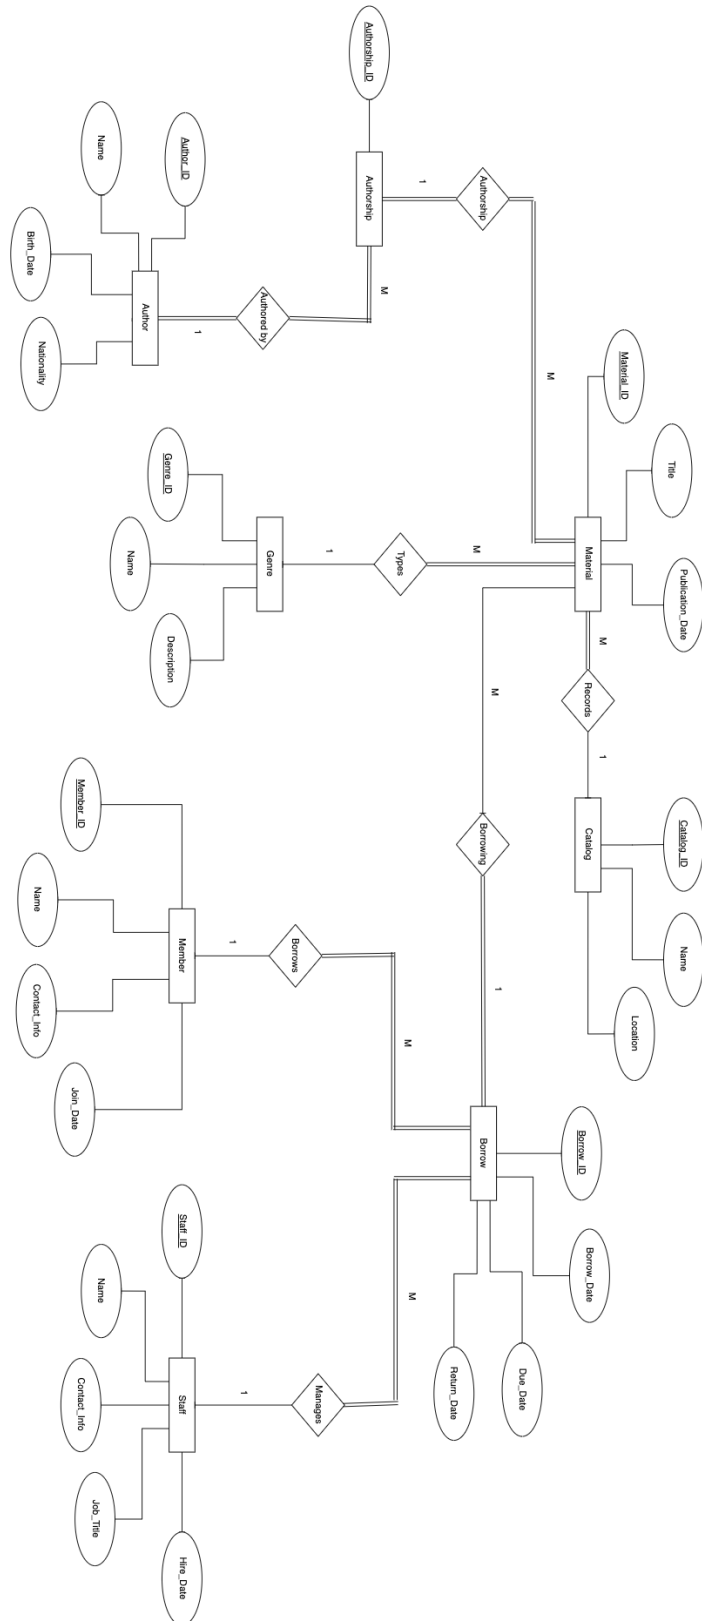 Authorship_ID
Authorship
1
Authorship
M
M
Author_ID
Name
Birth_Date
Nationality
Author
1
Authored by
Material_ID
Title
Publication_Date
Material
M
Types
1
Genre
Genre_ID
Name
Description
M
Records
1
Catalog
Catalog_ID
Name
Location
M
Borrowing
1
Borrow
Borrow_ID
Borrow_Date
Due_Date
Return_Date
M
Borrows
1
Member
Member_ID
Name
Contact_Info
Join_Date
M
Manages
1
Staff
Staff_ID
Name
Contact_Info
Job_Title
Hire_Date